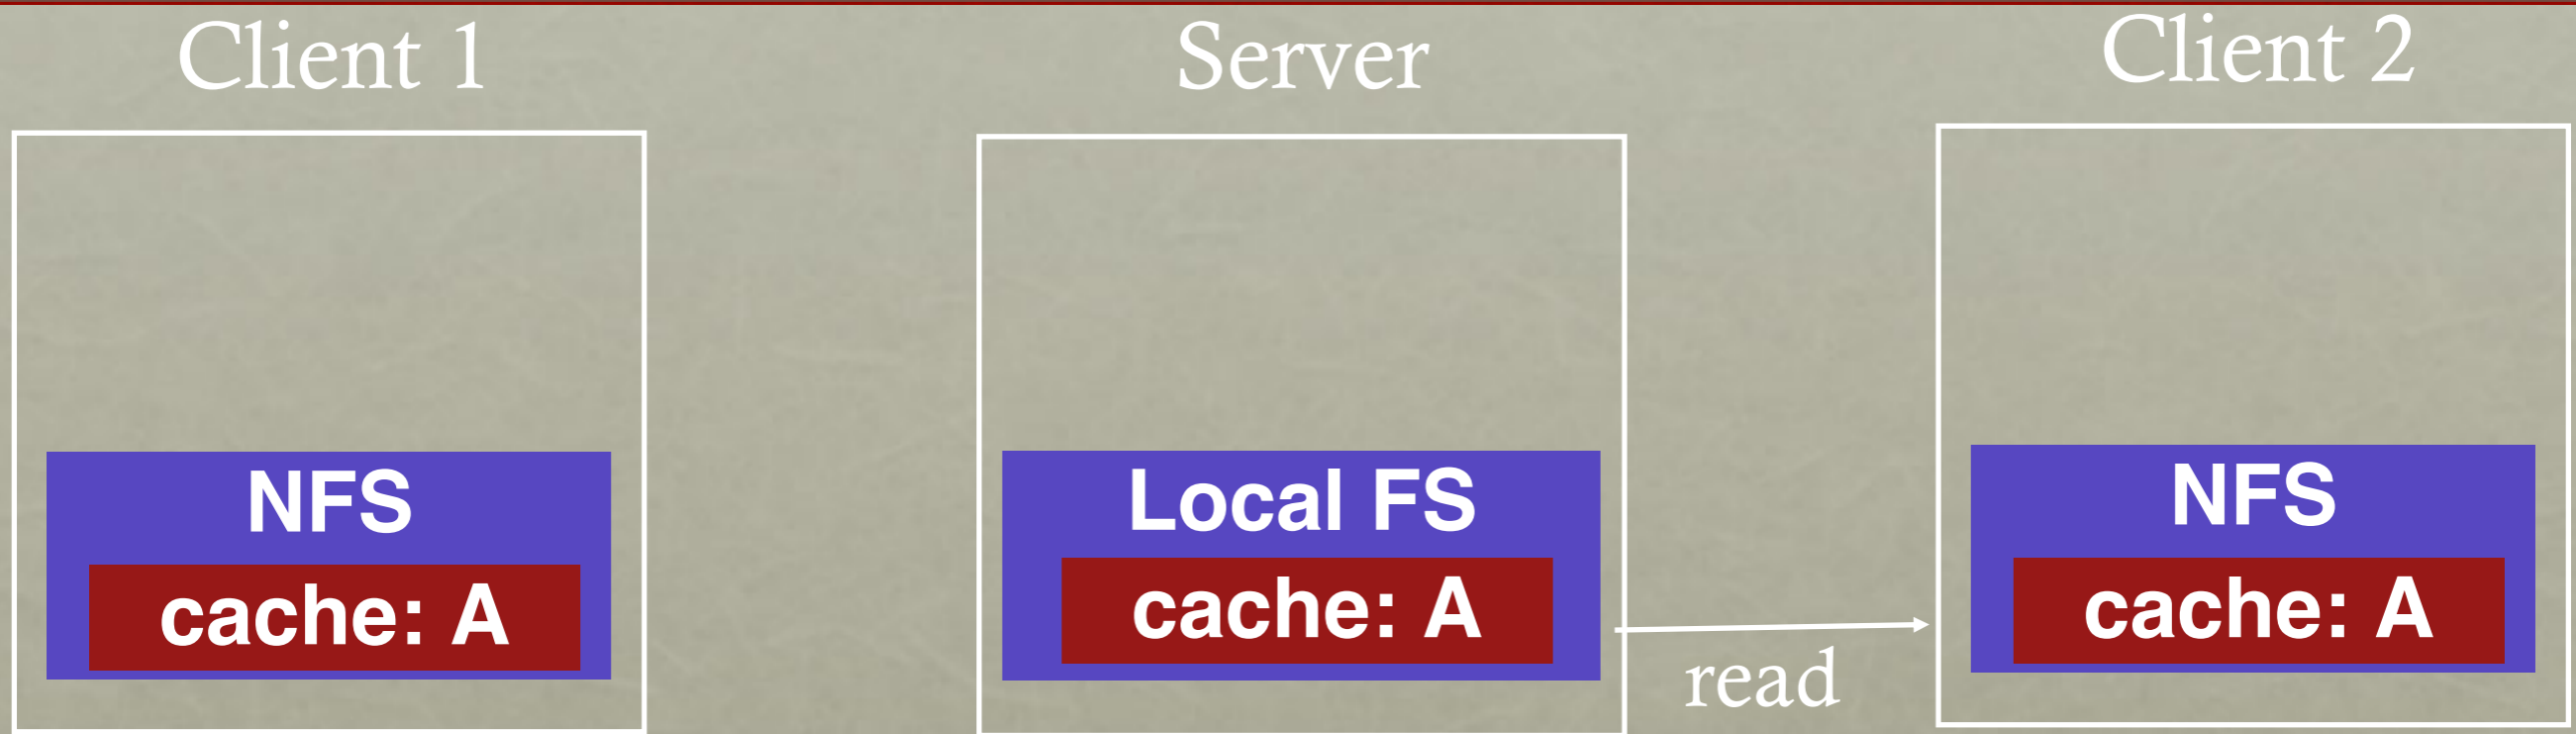 Client 1
Server
Client 2
NFS
cache: A
Local FS
cache: A
read
NFS
cache: A